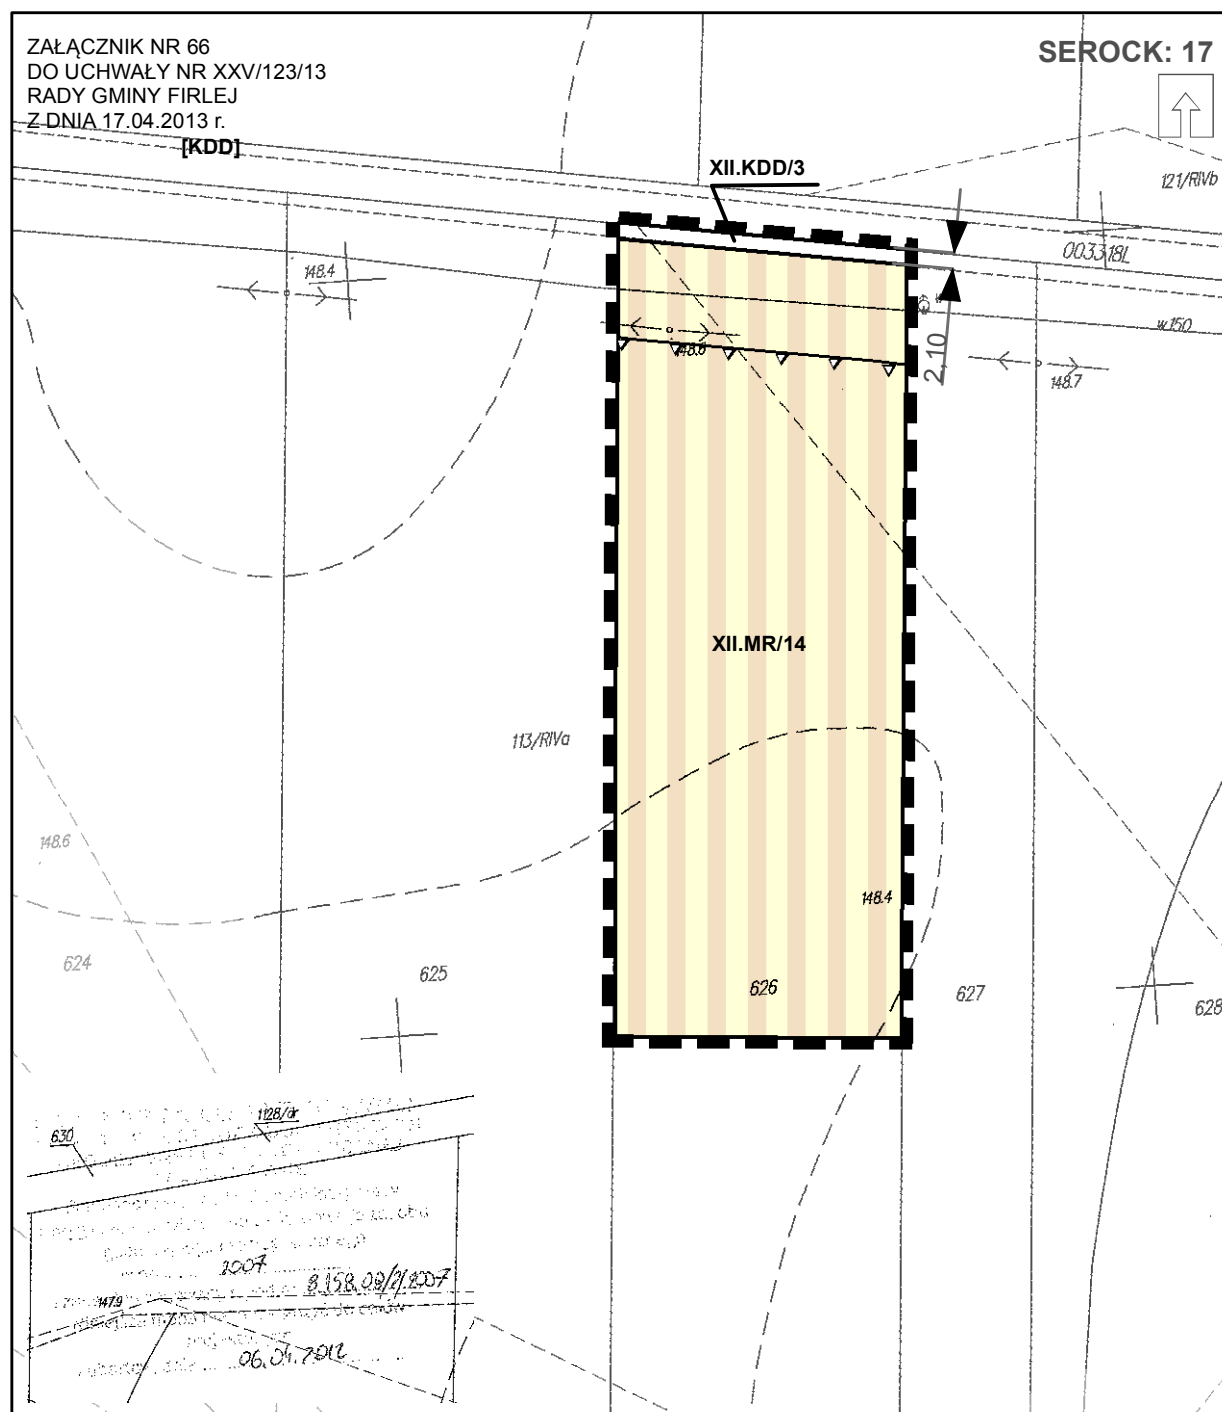 ZAŁĄCZNIK NR 66
DO UCHWAŁY NR XXV/123/13
RADY GMINY FIRLEJ
Z DNIA 17.04.2013 r.
SEROCK: 17
[KDD]
XII.KDD/3
121/RIVb
003318L
148.4
w150
148.6
2,10
148.7
XII.MR/14
113/RIVa
148.6
148.4
624
625
626
627
628
1128/dr
630
2007
8.158.09/2/2007
147.9
06.04.2012